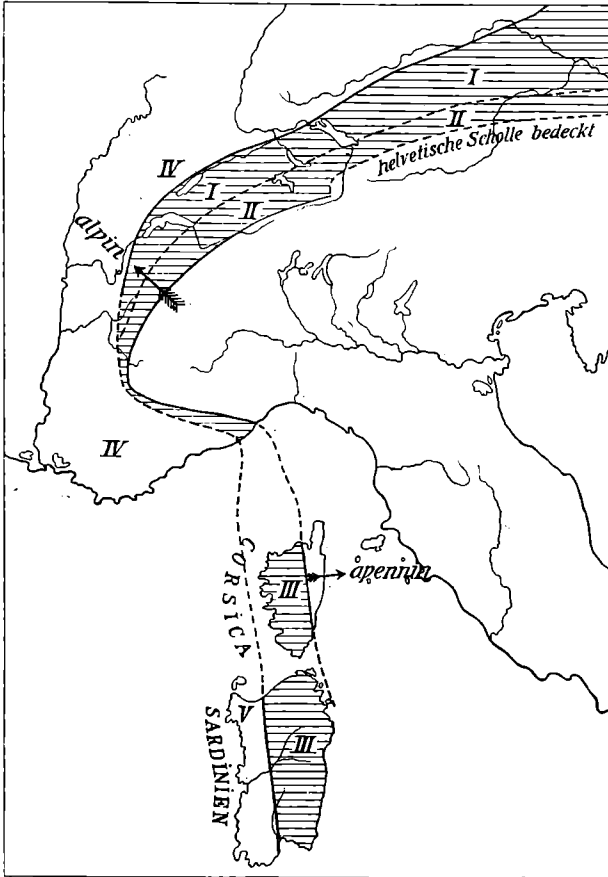 I
II
helvetische Scholle bedeckt
IV
I
II
alpin
IV
CORSICA
III
apennin
V
III
SARDINIEN